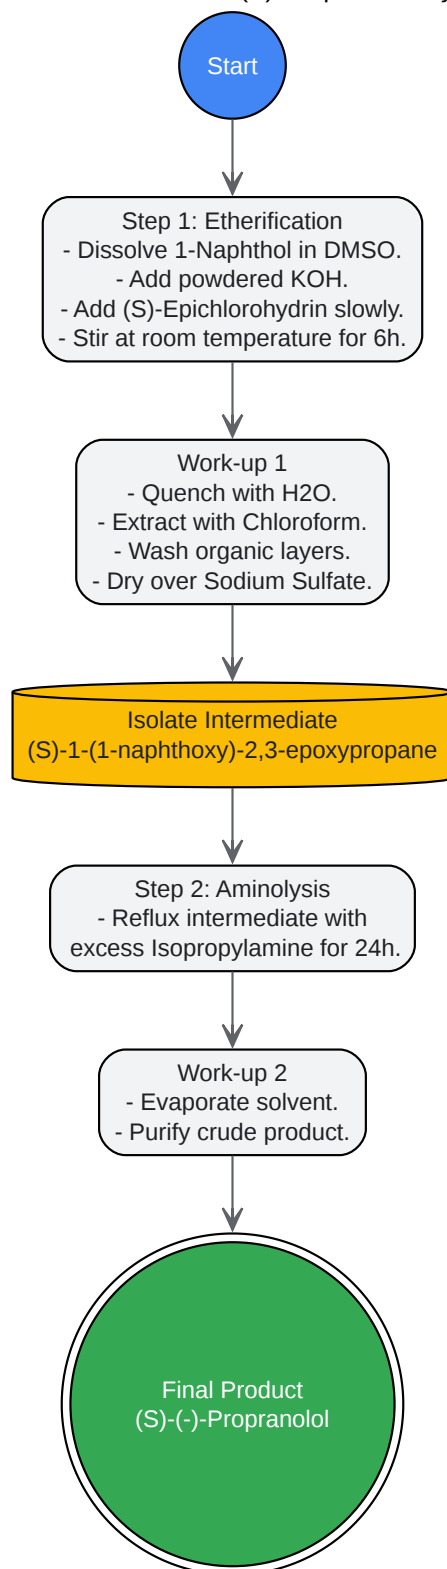 Start
Step 1: Etherification
- Dissolve 1-Naphthol in DMSO.
- Add powdered KOH.
- Add (S)-Epichlorohydrin slowly.
- Stir at room temperature for 6h.
Work-up 1
- Quench with H2O.
- Extract with Chloroform.
- Wash organic layers.
- Dry over Sodium Sulfate.
Isolate Intermediate
(S)-1-(1-naphthoxy)-2,3-epoxypropane
Step 2: Aminolysis
- Reflux intermediate with
excess Isopropylamine for 24h.
Work-up 2
- Evaporate solvent.
- Purify crude product.
Final Product
(S)-(-)-Propranolol